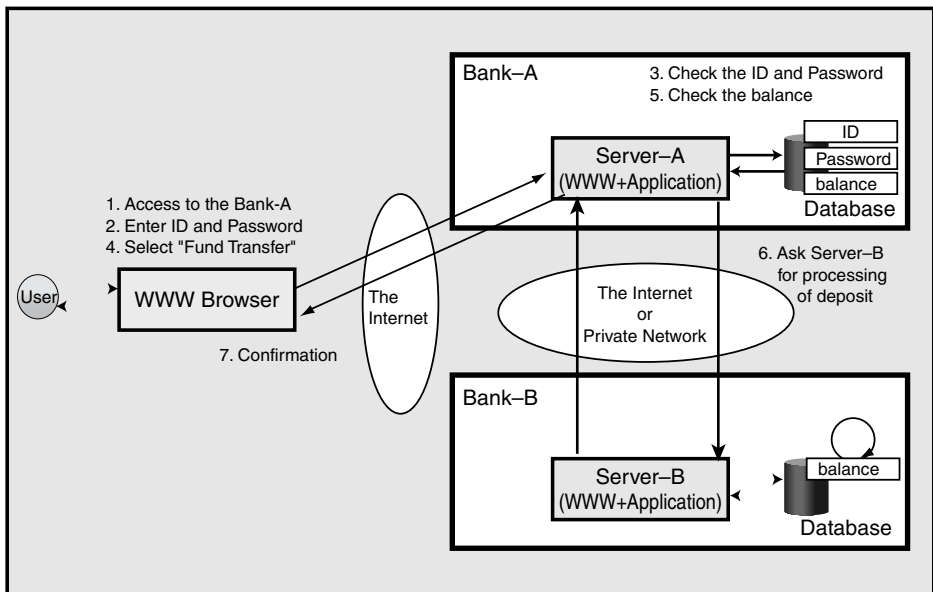 Bank–A
3. Check the ID and Password
5. Check the balance
ID
Password
balance
Database
Server–A
(WWW+Application)
1. Access to the Bank-A
2. Enter ID and Password
4. Select "Fund Transfer"
User
WWW Browser
The
Internet
7. Confirmation
The Internet
or
Private Network
6. Ask Server–B
for processing
of deposit
Bank–B
Server–B
(WWW+Application)
balance
Database